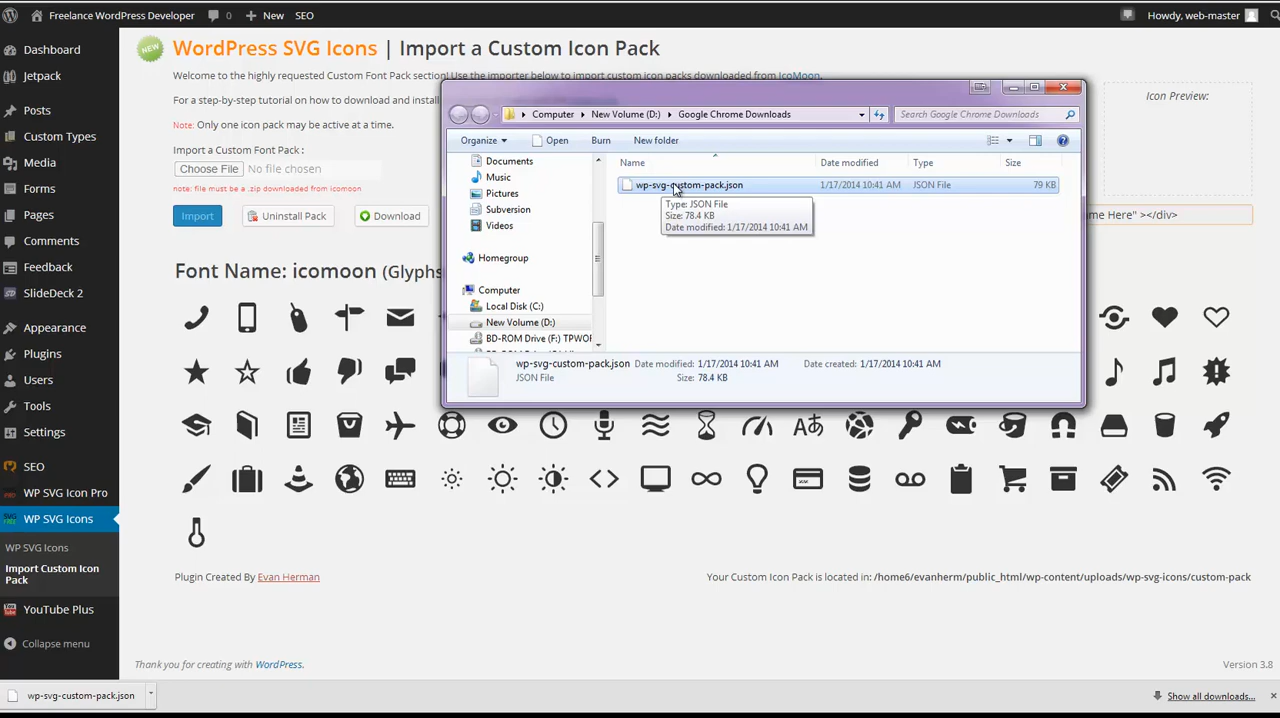 Freelance WordPress Developer 0 New SEO Howdy, web-master
Dashboard
Jetpack
Posts
Custom Types
Media
Forms
Pages
Comments
Feedback
SlideDeck 2
Appearance
Plugins
Users
Tools
Settings
SEO
WP SVG Icon Pro
WP SVG Icons
WP SVG Icons
Import Custom Icon
Pack
YouTube Plus
Collapse menu
NEW WordPress SVG Icons | Import a Custom Icon Pack
Welcome to the highly requested Custom Font Pack section! Use the importer below to import custom icon packs downloaded from IcoMoon.
For a step-by-step tutorial on how to download and install
Note: Only one icon pack may be active at a time.
Import a Custom Font Pack :
Choose File No file chosen
note: file must be a .zip downloaded from icomoon
Import Uninstall Pack Download
Icon Preview:
me Here" ></div>
Font Name: icomoon (Glyphs
Computer New Volume (D:) Google Chrome Downloads Search Google Chrome Downloads
Organize Open Burn New folder
Documents
Music
Pictures
Subversion
Videos
Homegroup
Computer
Local Disk (C:)
New Volume (D:)
BD-ROM Drive (F:) TPWOR
Name Date modified Type Size
wp-svg-custom-pack.json 1/17/2014 10:41 AM JSON File 79 KB
Type: JSON File
Size: 78.4 KB
Date modified: 1/17/2014 10:41 AM
wp-svg-custom-pack.json Date modified: 1/17/2014 10:41 AM Date created: 1/17/2014 10:41 AM
JSON File Size: 78.4 KB
Plugin Created By Evan Herman
Your Custom Icon Pack is located in: /home6/evanherm/public_html/wp-content/uploads/wp-svg-icons/custom-pack
Thank you for creating with WordPress. Version 3.8
wp-svg-custom-pack.json Show all downloads...